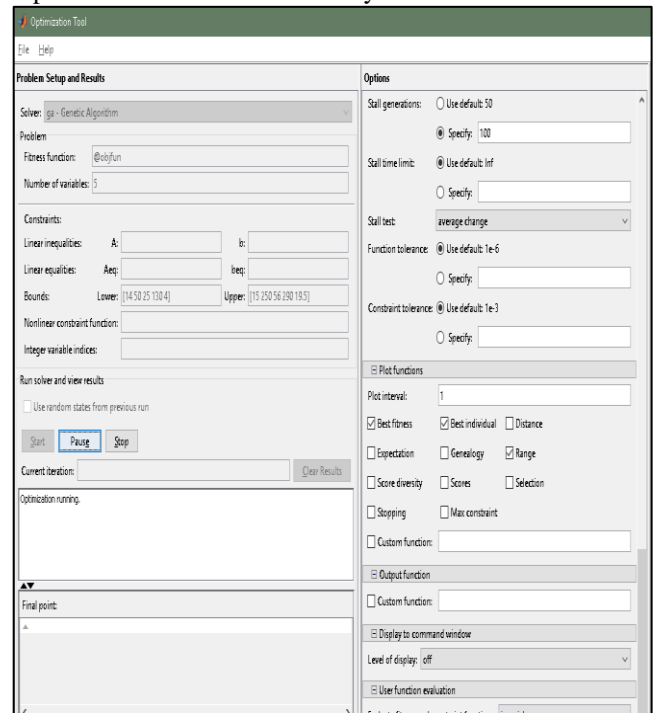 Optimization Tool
File Help
Problem Setup and Results
Solver: ga - Genetic Algorithm
Problem
Fitness function: @objfun
Number of variables: 5
Constraints:
Linear inequalities: A: b:
Linear equalities: Aeq: beq:
Bounds: Lower: [14 50 25 130 4] Upper: [15 250 56 290 19.5]
Nonlinear constraint function:
Integer variable indices:
Run solver and view results
Use random states from previous run
Start Pause Stop
Current iteration: Clear Results
Optimization running.
Final point:
Options
Stall generations: Use default: 50
Specify: 100
Stall time limit: Use default: Inf
Specify:
Stall test: average change
Function tolerance: Use default: 1e-6
Specify:
Constraint tolerance: Use default: 1e-3
Specify:
Plot functions
Plot interval: 1
Best fitness Best individual Distance
Expectation Genealogy Range
Score diversity Scores Selection
Stopping Max constraint
Custom function:
Output function
Custom function:
Display to command window
Level of display: off
User function evaluation